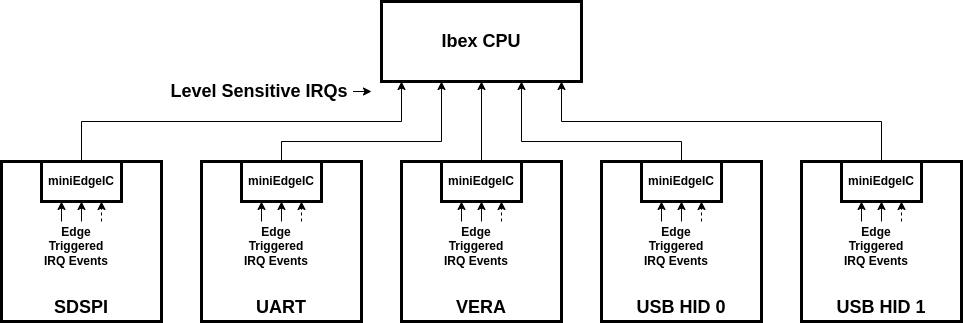 Ibex CPU
Level Sensitive IRQs
miniEdgeIC
miniEdgeIC
miniEdgeIC
miniEdgeIC
miniEdgeIC
Edge
Triggered
IRQ Events
Edge
Triggered
IRQ Events
Edge
Triggered
IRQ Events
Edge
Triggered
IRQ Events
Edge
Triggered
IRQ Events
SDSPI
UART
VERA
USB HID 0
USB HID 1